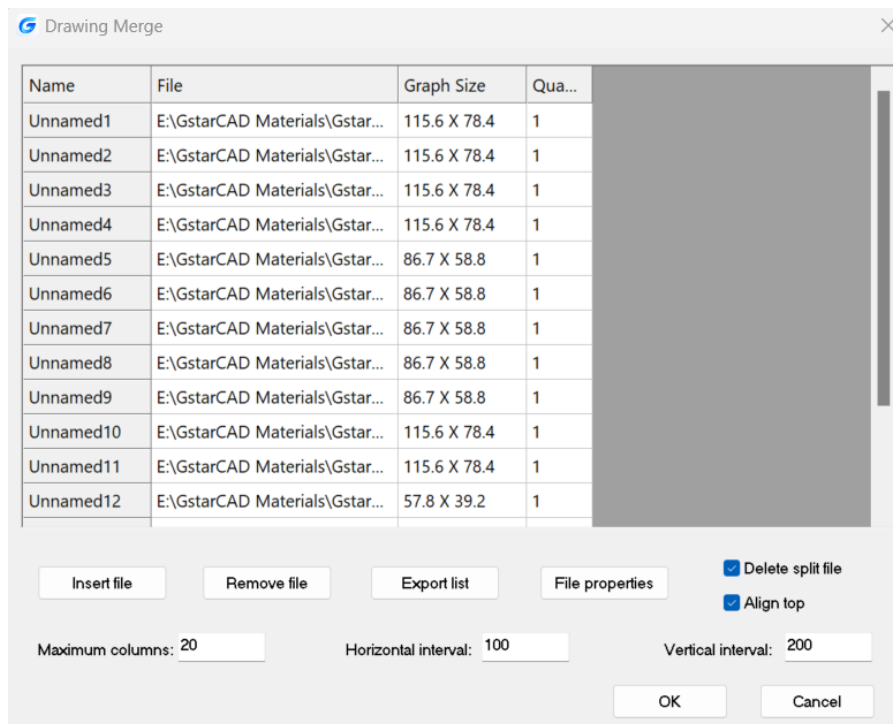 Drawing Merge
Name File Graph Size Qua...
Unnamed1 E:\GstarCAD Materials\Gstar... 115.6 X 78.4 1
Unnamed2 E:\GstarCAD Materials\Gstar... 115.6 X 78.4 1
Unnamed3 E:\GstarCAD Materials\Gstar... 115.6 X 78.4 1
Unnamed4 E:\GstarCAD Materials\Gstar... 115.6 X 78.4 1
Unnamed5 E:\GstarCAD Materials\Gstar... 86.7 X 58.8 1
Unnamed6 E:\GstarCAD Materials\Gstar... 86.7 X 58.8 1
Unnamed7 E:\GstarCAD Materials\Gstar... 86.7 X 58.8 1
Unnamed8 E:\GstarCAD Materials\Gstar... 86.7 X 58.8 1
Unnamed9 E:\GstarCAD Materials\Gstar... 86.7 X 58.8 1
Unnamed10 E:\GstarCAD Materials\Gstar... 115.6 X 78.4 1
Unnamed11 E:\GstarCAD Materials\Gstar... 115.6 X 78.4 1
Unnamed12 E:\GstarCAD Materials\Gstar... 57.8 X 39.2 1
Insert file Remove file Export list File properties
Delete split file
Align top
Maximum columns: 20 Horizontal interval: 100 Vertical interval: 200
OK Cancel